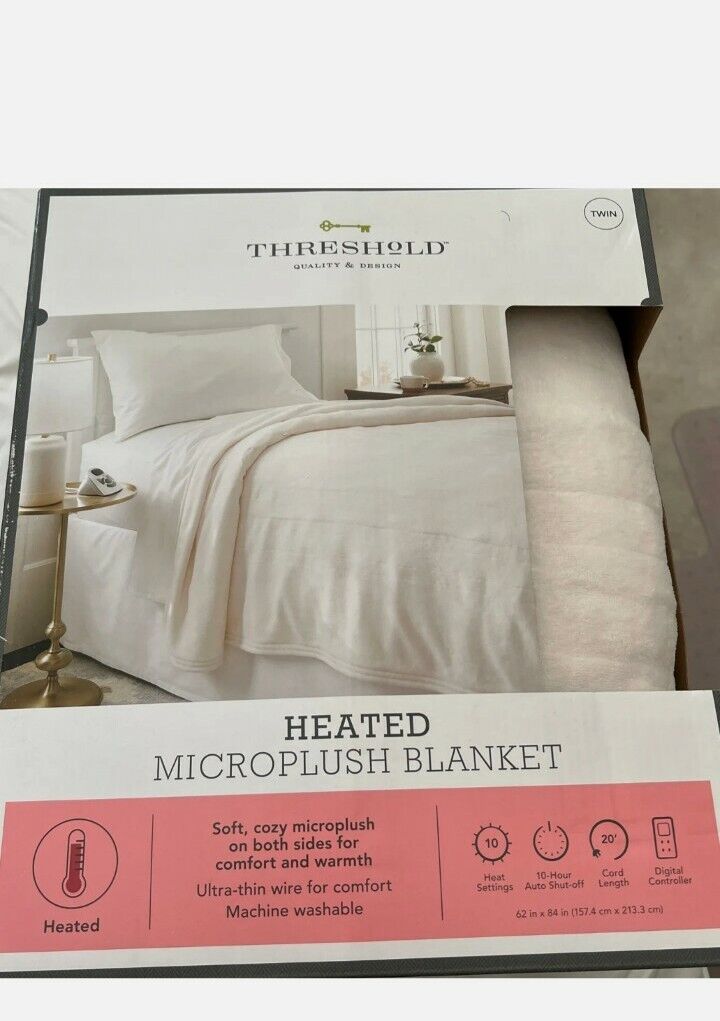 TWIN
THRESHOLD™
QUALITY & DESIGN
HEATED
MICROPLUSH BLANKET
Heated
Soft, cozy microplush
on both sides for
comfort and warmth
Ultra-thin wire for comfort
Machine washable
10
Heat
Settings
10-Hour
Auto Shut-off
20'
Cord
Length
Digital
Controller
62 in x 84 in (157.4 cm x 213.3 cm)